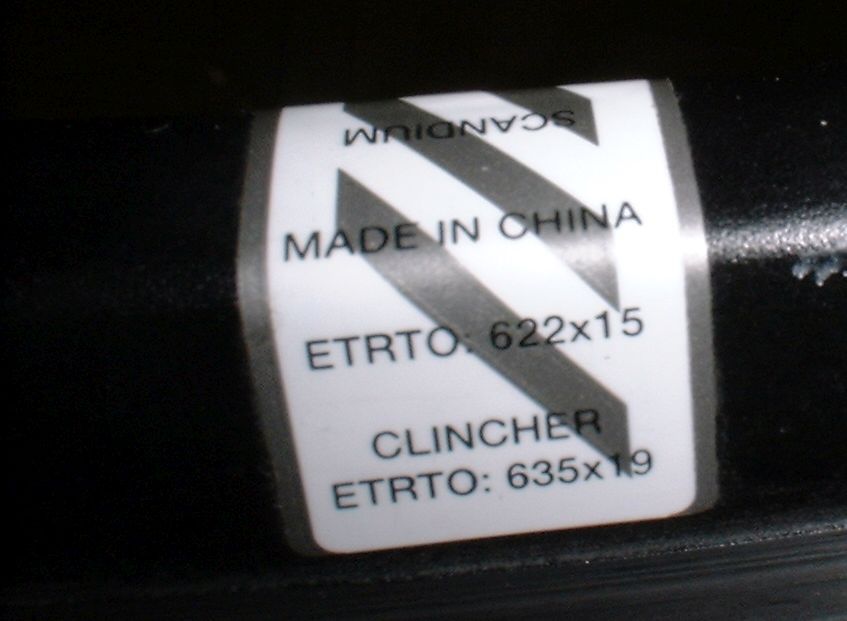 SCANDIUM
MADE IN CHINA
ETRTO: 622x15
CLINCHER
ETRTO: 635x19